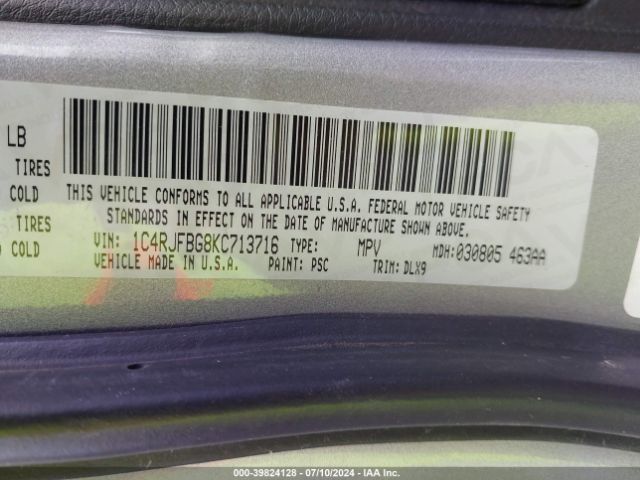 LB
TIRES
COLD
TIRES
COLD
THIS VEHICLE CONFORMS TO ALL APPLICABLE U.S.A. FEDERAL MOTOR VEHICLE SAFETY
STANDARDS IN EFFECT ON THE DATE OF MANUFACTURE SHOWN ABOVE.
VIN: 1C4RJFBG8KC713716 TYPE: MPV MDH: 030805 463AA
VEHICLE MADE IN U.S.A. PAINT: PSC TRIM: DLX9
000-39824128 - 07/10/2024 - IAA Inc.